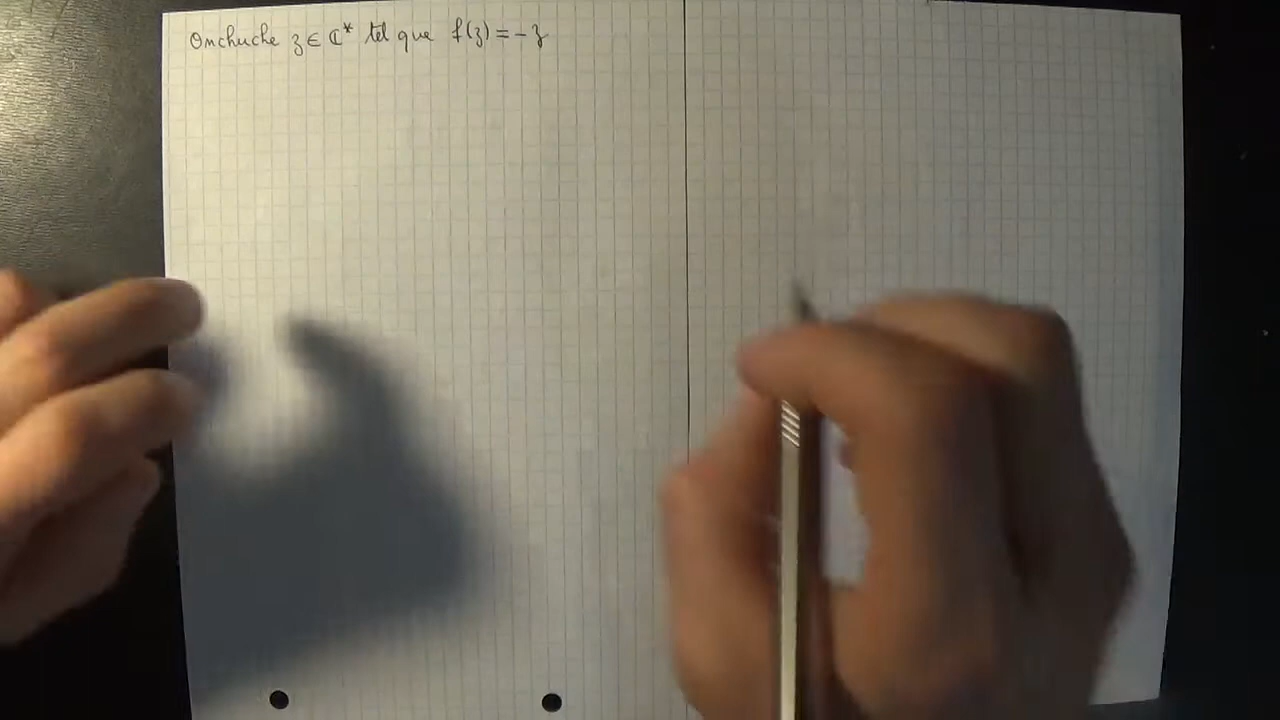 On cherche z ∈ ℂ* tel que f(z) = -z